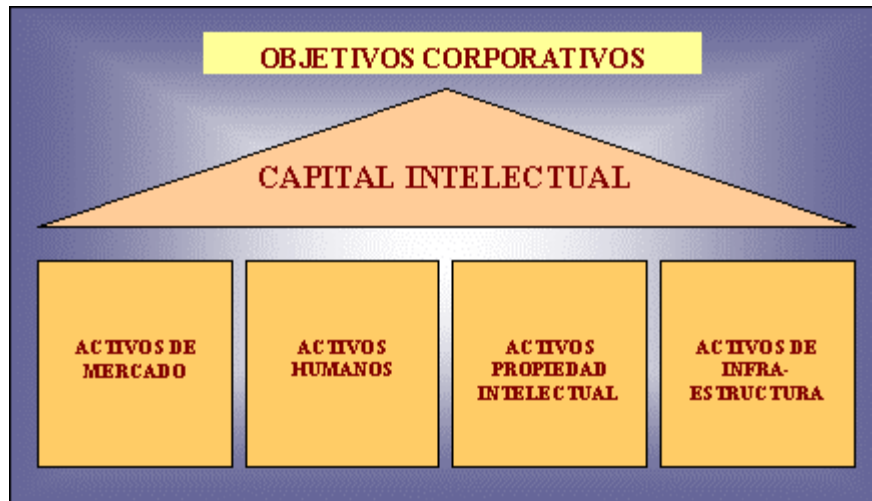 OBJETIVOS CORPORATIVOS
CAPITAL INTELECTUAL
ACTIVOS DE
MERCADO
ACTIVOS
HUMANOS
ACTIVOS
PROPIEDAD
INTELECTUAL
ACTIVOS DE
INFRA-
ESTRUCTURA